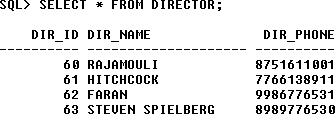 SQL> SELECT * FROM DIRECTOR;
DIR_ID DIR_NAME DIR_PHONE
---------- -------------------- ----------
60 RAJAMOULI 8751611001
61 HITCHCOCK 7766138911
62 FARAN 9986776531
63 STEVEN SPIELBERG 8989776530